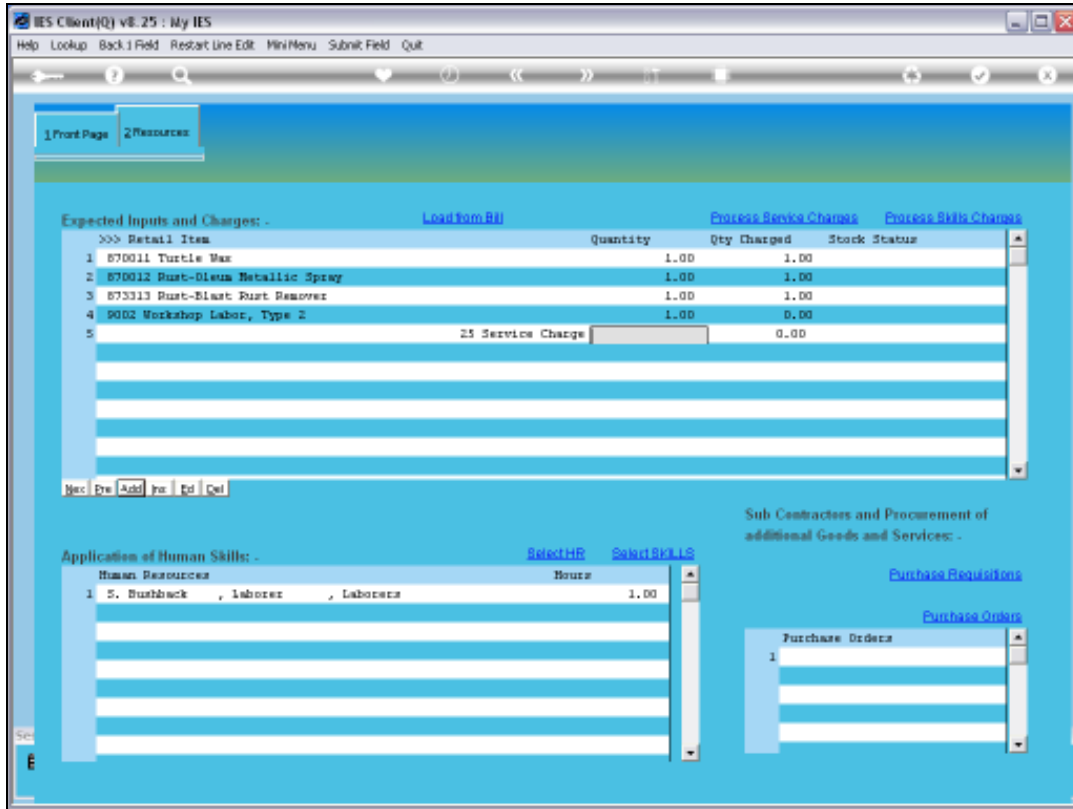 IES Client(Q) v8.25 : My IES
Help Lookup Back 1 Field Restart Line Edit MiniMenu Submit Field Quit
1 Front Page 2 Resources
Expected Inputs and Charges: - Load from Bill Process Service Charges Process Skills Charges
>>> Retail Item Quantity Qty Charged Stock Status
1 870011 Turtle Wax 1.00 1.00
2 870012 Rust-Oleum Metallic Spray 1.00 1.00
3 873313 Rust-Blast Rust Remover 1.00 1.00
4 9002 Workshop Labor, Type 2 1.00 0.00
5 25 Service Charge 0.00
Nex Pre Add Ins Ed Del
Sub Contractors and Procurement of
additional Goods and Services: -
Application of Human Skills: - Select HR Select SKILLS
Human Resources Hours
Purchase Requisitions
1 S. Bushback , laborer , Laborers 1.00
Purchase Orders
Purchase Orders
1